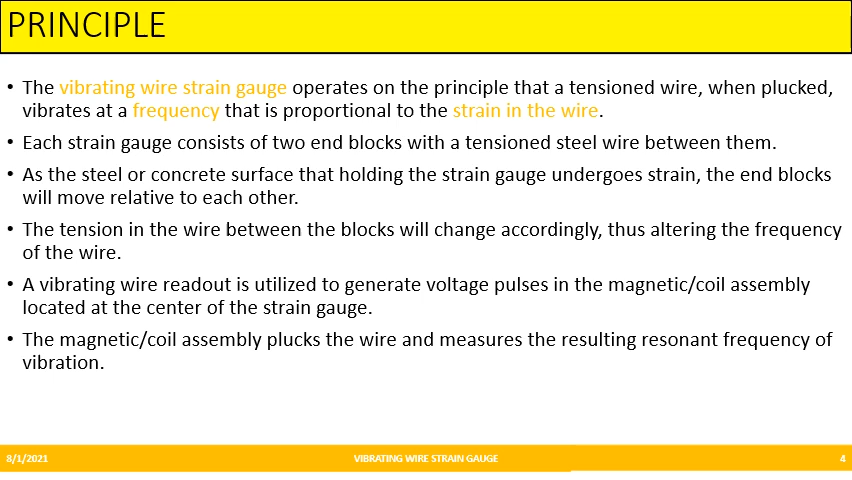 PRINCIPLE
• The vibrating wire strain gauge operates on the principle that a tensioned wire, when plucked,
vibrates at a frequency that is proportional to the strain in the wire.
• Each strain gauge consists of two end blocks with a tensioned steel wire between them.
• As the steel or concrete surface that holding the strain gauge undergoes strain, the end blocks
will move relative to each other.
• The tension in the wire between the blocks will change accordingly, thus altering the frequency
of the wire.
• A vibrating wire readout is utilized to generate voltage pulses in the magnetic/coil assembly
located at the center of the strain gauge.
• The magnetic/coil assembly plucks the wire and measures the resulting resonant frequency of
vibration.
8/1/2021 VIBRATING WIRE STRAIN GAUGE 4